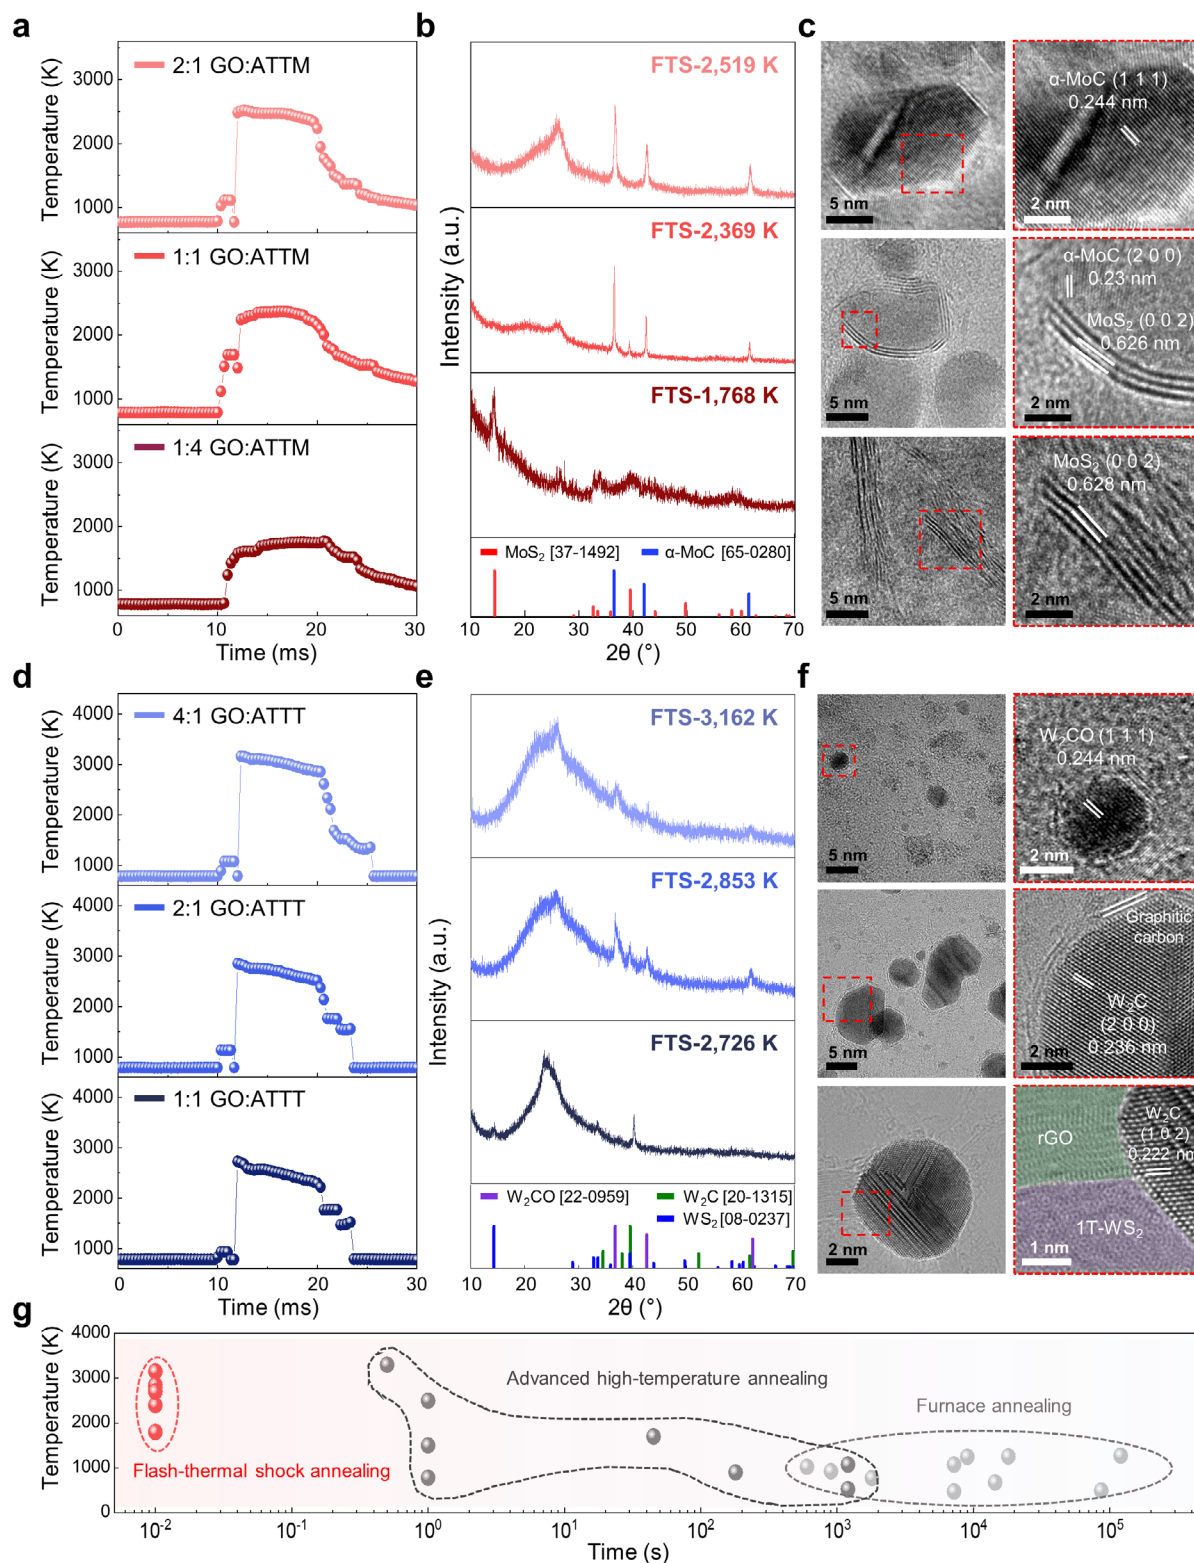 a
2:1 GO:ATTM
Temperature (K)
3000
2000
1000
1:1 GO:ATTM
Temperature (K)
3000
2000
1000
1:4 GO:ATTM
Temperature (K)
3000
2000
1000
0 10 20 30
Time (ms)
b
FTS-2,519 K
FTS-2,369 K
FTS-1,768 K
Intensity (a.u.)
MoS₂ [37-1492] α-MoC [65-0280]
10 20 30 40 50 60 70
2θ (°)
c
5 nm
α-MoC (1 1 1)
0.244 nm
2 nm
5 nm
α-MoC (2 0 0)
0.23 nm
MoS₂ (0 0 2)
0.626 nm
2 nm
5 nm
MoS₂ (0 0 2)
0.628 nm
2 nm
d
4:1 GO:ATTT
Temperature (K)
4000
3000
2000
1000
2:1 GO:ATTT
Temperature (K)
4000
3000
2000
1000
1:1 GO:ATTT
Temperature (K)
4000
3000
2000
1000
0 10 20 30
Time (ms)
e
FTS-3,162 K
FTS-2,853 K
FTS-2,726 K
Intensity (a.u.)
W₂CO [22-0959] W₂C [20-1315]
WS₂ [08-0237]
10 20 30 40 50 60 70
2θ (°)
f
5 nm
W₂CO (1 1 1)
0.244 nm
2 nm
5 nm
Graphitic
carbon
W₂C
(2 0 0)
0.236 nm
2 nm
2 nm
rGO
W₂C
(1 0 2)
0.222 nm
1T-WS₂
1 nm
g
Temperature (K)
4000
3000
2000
1000
0
Flash-thermal shock annealing
Advanced high-temperature annealing
Furnace annealing
10⁻² 10⁻¹ 10⁰ 10¹ 10² 10³ 10⁴ 10⁵
Time (s)